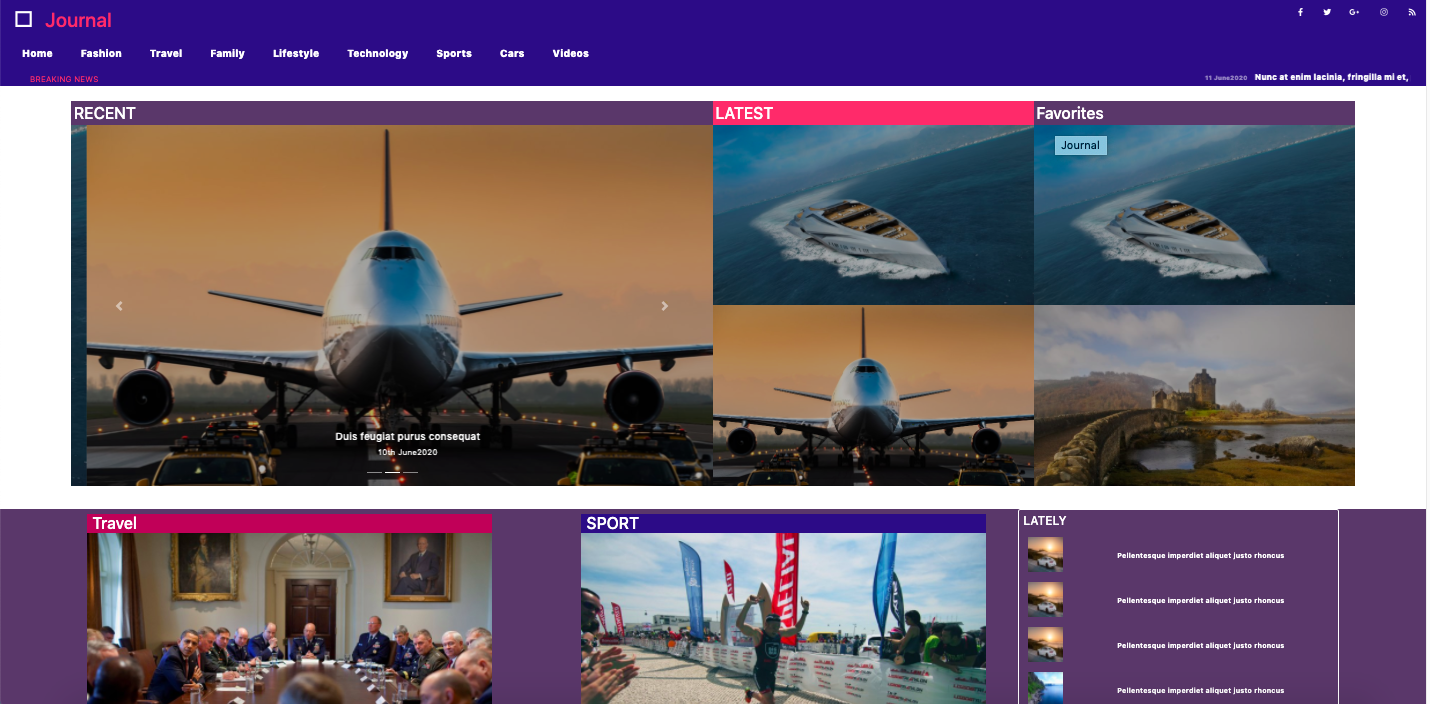 Journal
Home Fashion Travel Family Lifestyle Technology Sports Cars Videos
BREAKING NEWS
11 June2020 Nunc at enim lacinia, fringilla mi et,
RECENT
LATEST
Favorites
Journal
Duis feugiat purus consequat
10th June2020
Travel
SPORT
LATELY
Pellentesque imperdiet aliquet justo rhoncus
Pellentesque imperdiet aliquet justo rhoncus
Pellentesque imperdiet aliquet justo rhoncus
Pellentesque imperdiet aliquet justo rhoncus